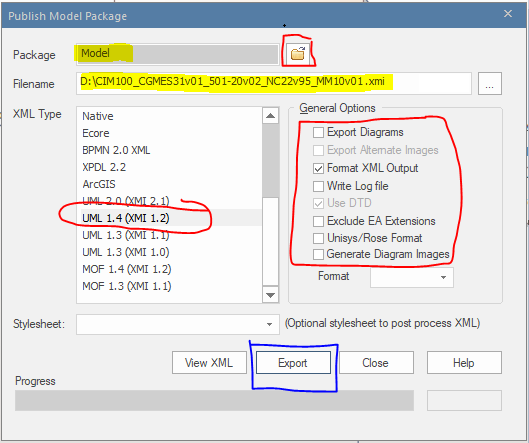 Publish Model Package
Package Model
Filename D:\CIM100_CGMES31v01_501-20v02_NC22v95_MM10v01.xmi ...
XML Type
Native
Ecore
BPMN 2.0 XML
XPDL 2.2
ArcGIS
UML 2.0 (XMI 2.1)
UML 1.4 (XMI 1.2)
UML 1.3 (XMI 1.1)
UML 1.3 (XMI 1.0)
MOF 1.4 (XMI 1.2)
MOF 1.3 (XMI 1.1)
General Options
Export Diagrams
Export Alternate Images
Format XML Output
Write Log file
Use DTD
Exclude EA Extensions
Unisys/Rose Format
Generate Diagram Images
Format
Stylesheet: (Optional stylesheet to post process XML)
View XML Export Close Help
Progress